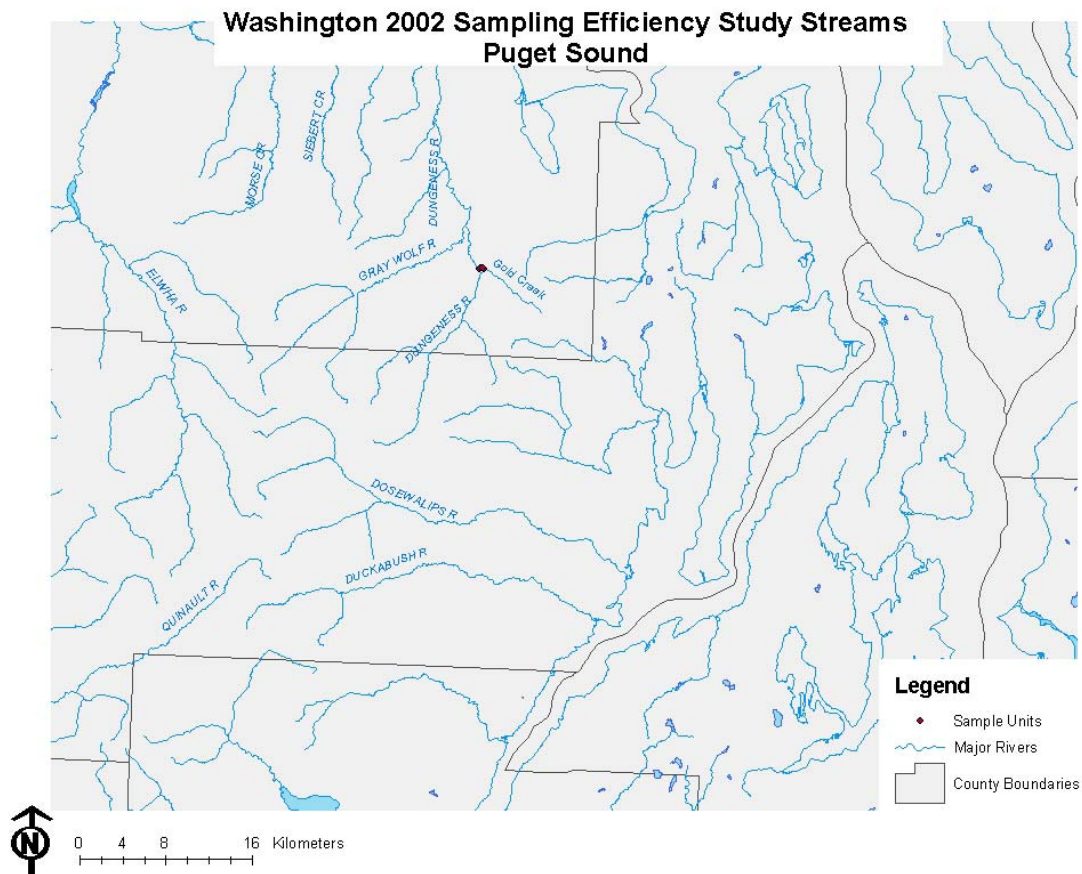 Washington 2002 Sampling Efficiency Study Streams
Puget Sound
MORSE CR
SIEBERT CR
DUNGENESS R
GRAY WOLF R
Gold Creek
ELWHA R
DUNGENESS R
DOSEWALIPS R
DUCKABUSH R
QUINAULT R
Legend
Sample Units
Major Rivers
County Boundaries
N
0 4 8 16 Kilometers